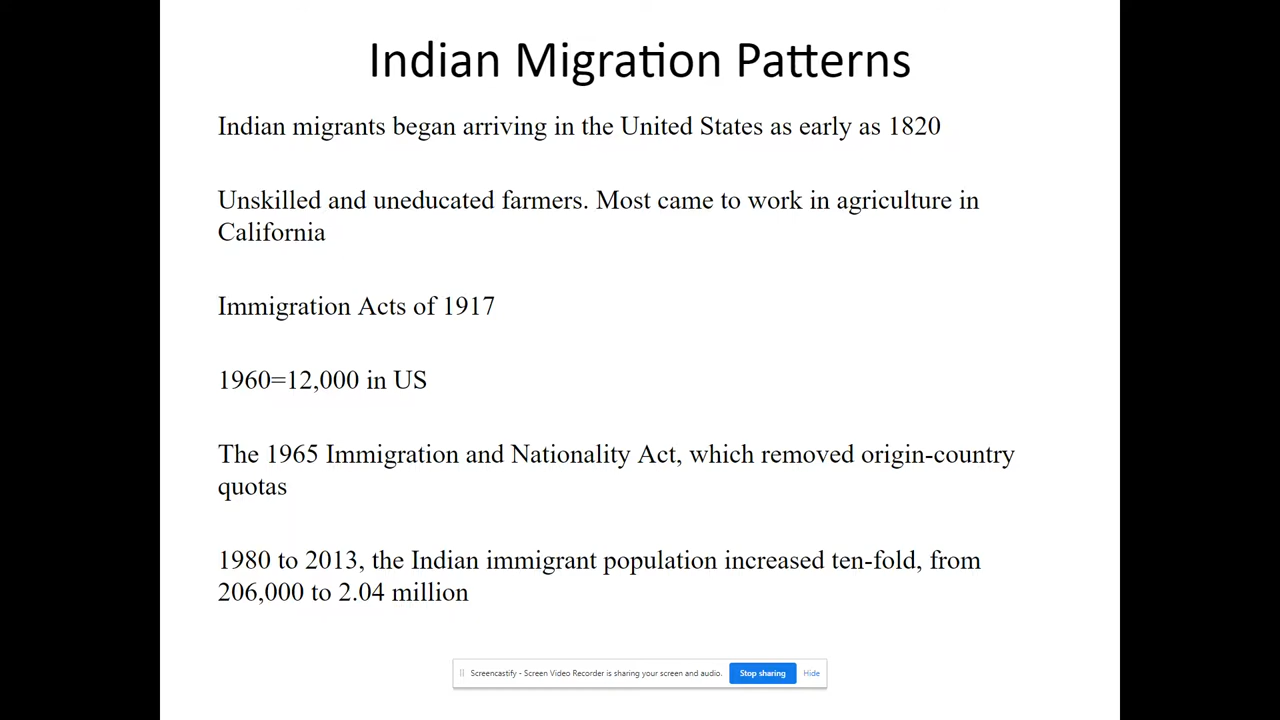 Indian Migration Patterns
Indian migrants began arriving in the United States as early as 1820
Unskilled and uneducated farmers. Most came to work in agriculture in
California
Immigration Acts of 1917
1960=12,000 in US
The 1965 Immigration and Nationality Act, which removed origin-country
quotas
1980 to 2013, the Indian immigrant population increased ten-fold, from
206,000 to 2.04 million
Screencastify - Screen Video Recorder is sharing your screen and audio. Stop sharing Hide